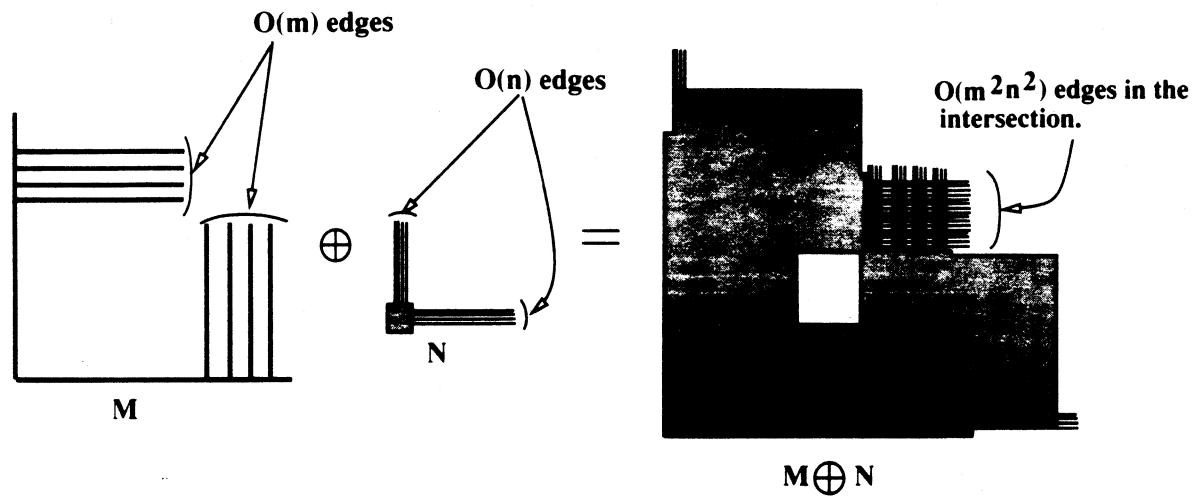 O(m) edges
O(n) edges
O(m²n²) edges in the
intersection.
⊕
=
N
M
M⊕N